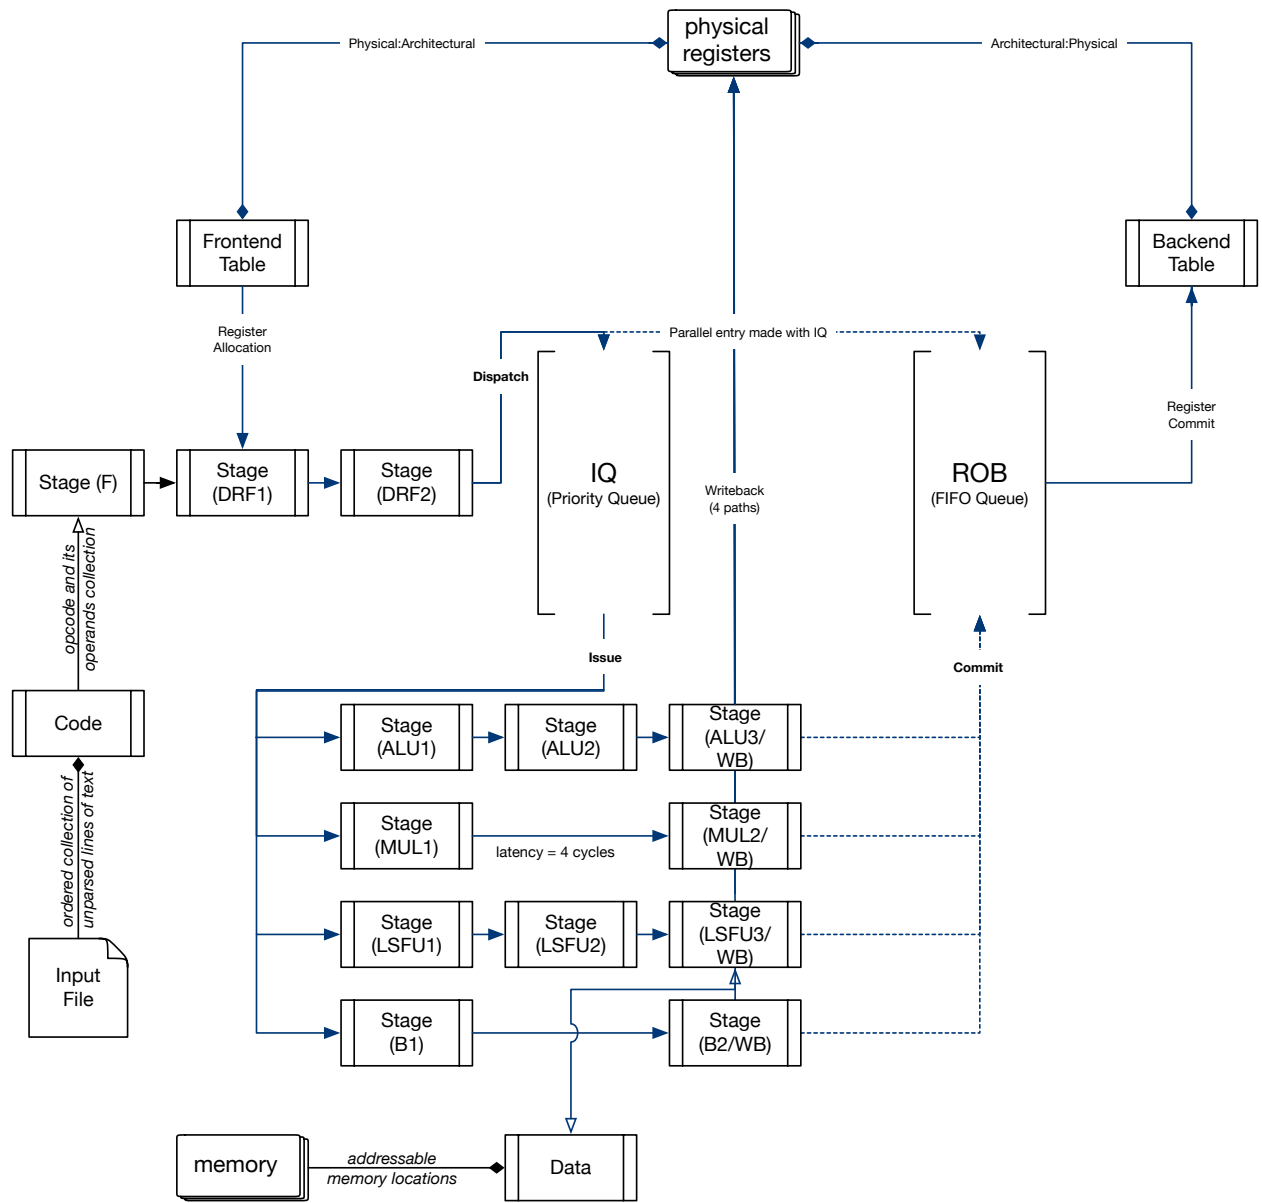 physical
registers
Physical:Architectural
Architectural:Physical
Frontend
Table
Backend
Table
Register
Allocation
Parallel entry made with IQ
Dispatch
Register
Commit
Stage (F)
Stage
(DRF1)
Stage
(DRF2)
IQ
(Priority Queue)
Writeback
(4 paths)
ROB
(FIFO Queue)
opcode and its
operands collection
Issue
Commit
Code
Stage
(ALU1)
Stage
(ALU2)
Stage
(ALU3/
WB)
ordered collection of
unparsed lines of text
Stage
(MUL1)
latency = 4 cycles
Stage
(MUL2/
WB)
Stage
(LSFU1)
Stage
(LSFU2)
Stage
(LSFU3/
WB)
Input
File
Stage
(B1)
Stage
(B2/WB)
memory
addressable
memory locations
Data